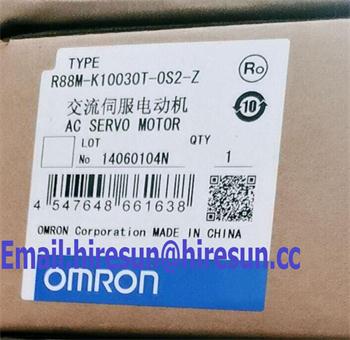 TYPE
R88M-K10030T-OS2-Z
Ro
交流伺服电动机
AC SERVO MOTOR
10
LOT
No 14060104N
QTY
1
4 547648 661638
OMRON Corporation MADE IN CHINA
Email:hiresun@hiresun.cc
OMRON